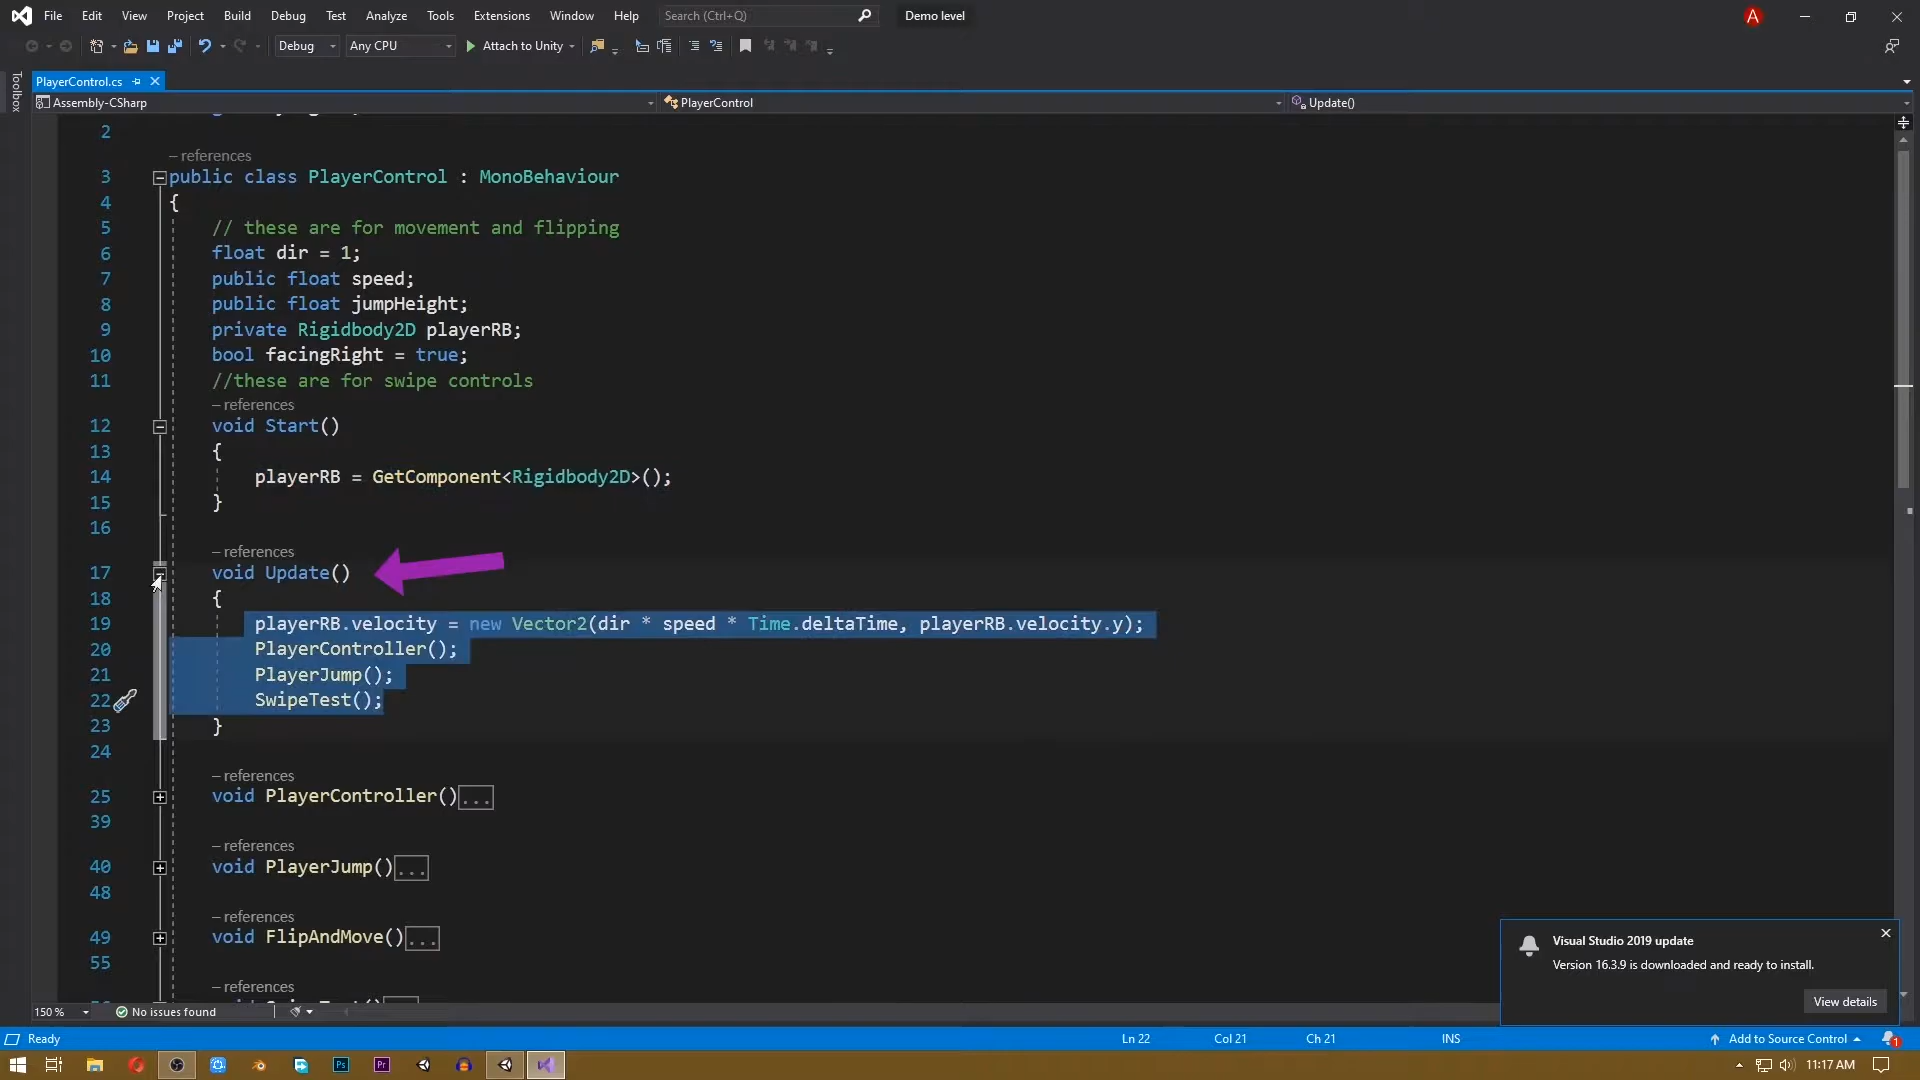 File Edit View Project Build Debug Test Analyze Tools Extensions Window Help Search (Ctrl+Q) Demo level A
Debug Any CPU Attach to Unity
Toolbox
PlayerControl.cs
Assembly-CSharp PlayerControl Update()
2
– references
3 public class PlayerControl : MonoBehaviour
4 {
5 // these are for movement and flipping
6 float dir = 1;
7 public float speed;
8 public float jumpHeight;
9 private Rigidbody2D playerRB;
10 bool facingRight = true;
11 //these are for swipe controls
– references
12 void Start()
13 {
14 playerRB = GetComponent<Rigidbody2D>();
15 }
16
– references
17 void Update()
18 {
19 playerRB.velocity = new Vector2(dir * speed * Time.deltaTime, playerRB.velocity.y);
20 PlayerController();
21 PlayerJump();
22 SwipeTest();
23 }
24
– references
25 void PlayerController()...
39
– references
40 void PlayerJump()...
48
– references
49 void FlipAndMove()...
55
– references
Visual Studio 2019 update
Version 16.3.9 is downloaded and ready to install.
View details
150 % No issues found
Ready Ln 22 Col 21 Ch 21 INS Add to Source Control 1
Ps Pr 11:17 AM